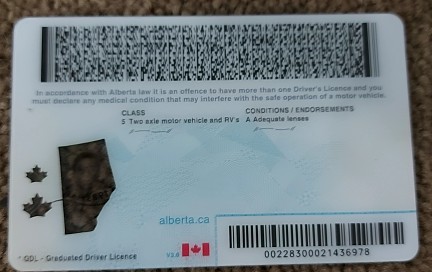 In accordance with Alberta law it is an offence to have more than one Driver's Licence and you
must declare any medical condition that may interfere with the safe operation of a motor vehicle.
CLASS CONDITIONS / ENDORSEMENTS
5 Two axle motor vehicle and RV's A Adequate lenses
alberta.ca
* GDL - Graduated Driver Licence V2.0
00228300021436978